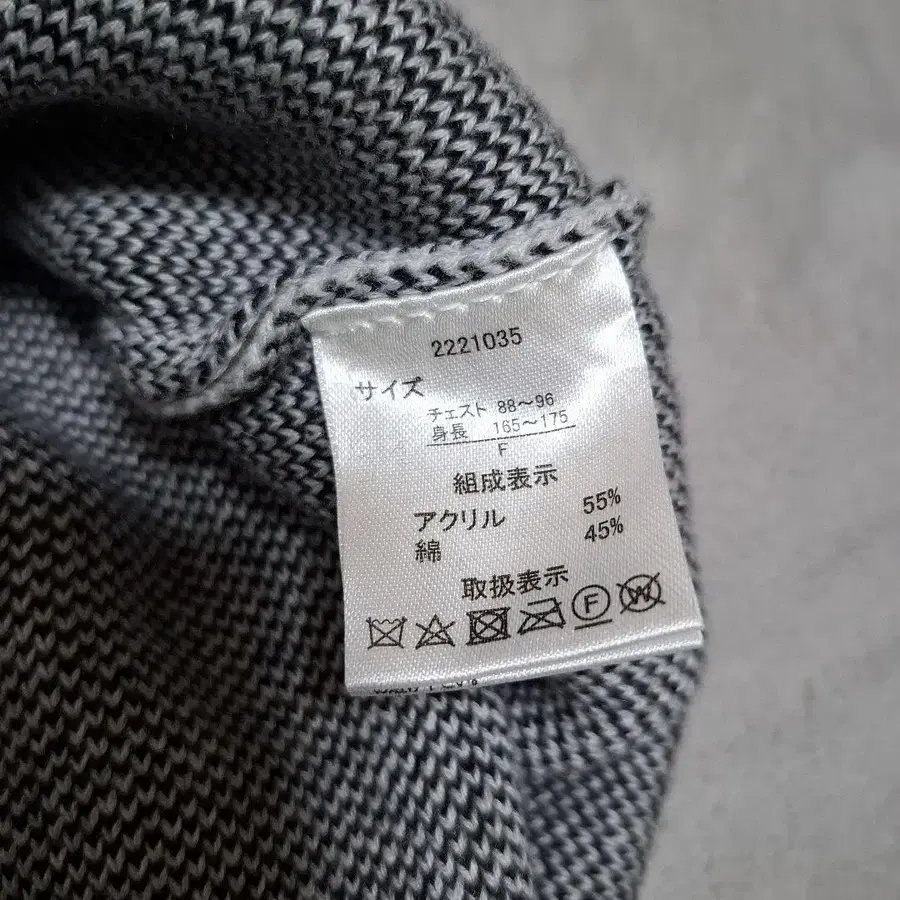 2221035
サイズ
チェスト 88~96
身長 165~175
F
組成表示
アクリル 55%
綿 45%
取扱表示
F W